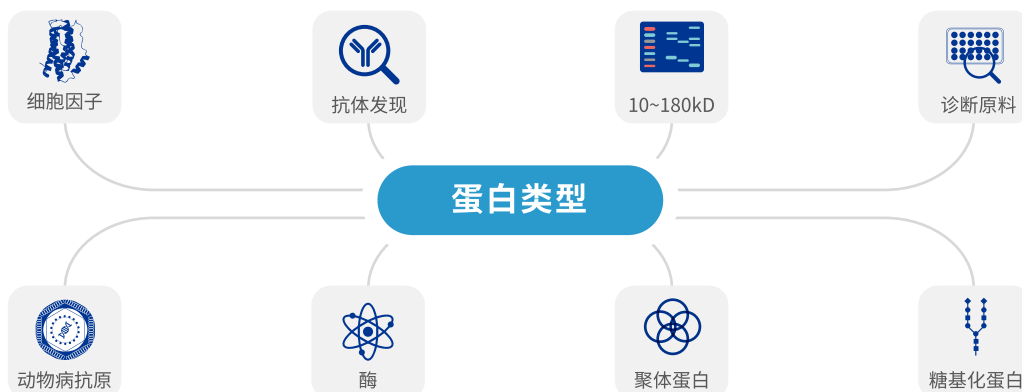 细胞因子
抗体发现
10~180kD
诊断原料
蛋白类型
动物病抗原
酶
聚体蛋白
糖基化蛋白